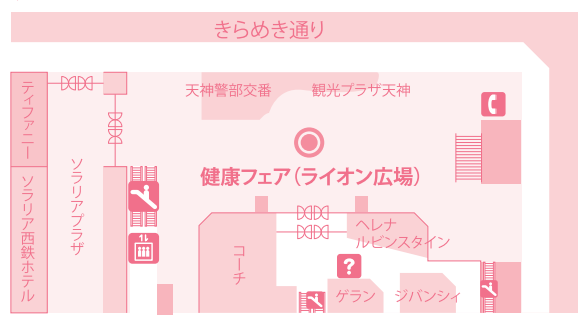 きらめき通り
天神警部交番
観光プラザ天神
ティファニー
ソラリアプラザ
健康フェア（ライオン広場）
ソラリア西鉄ホテル
コーチ
ヘレナ
ルビンスタイン
?
ゲラン
ジバンシィ